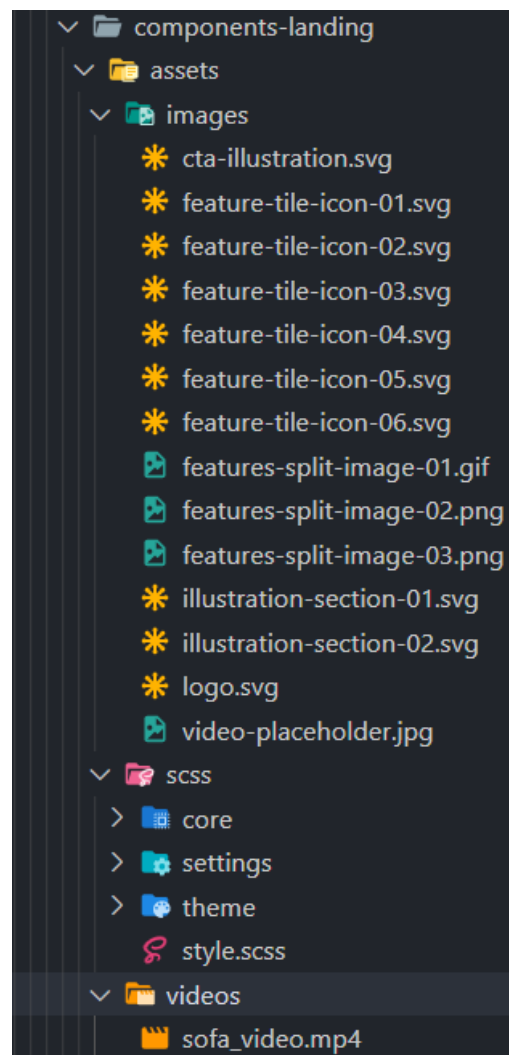 components-landing
assets
images
cta-illustration.svg
feature-tile-icon-01.svg
feature-tile-icon-02.svg
feature-tile-icon-03.svg
feature-tile-icon-04.svg
feature-tile-icon-05.svg
feature-tile-icon-06.svg
features-split-image-01.gif
features-split-image-02.png
features-split-image-03.png
illustration-section-01.svg
illustration-section-02.svg
logo.svg
video-placeholder.jpg
scss
core
settings
theme
style.scss
videos
sofa_video.mp4